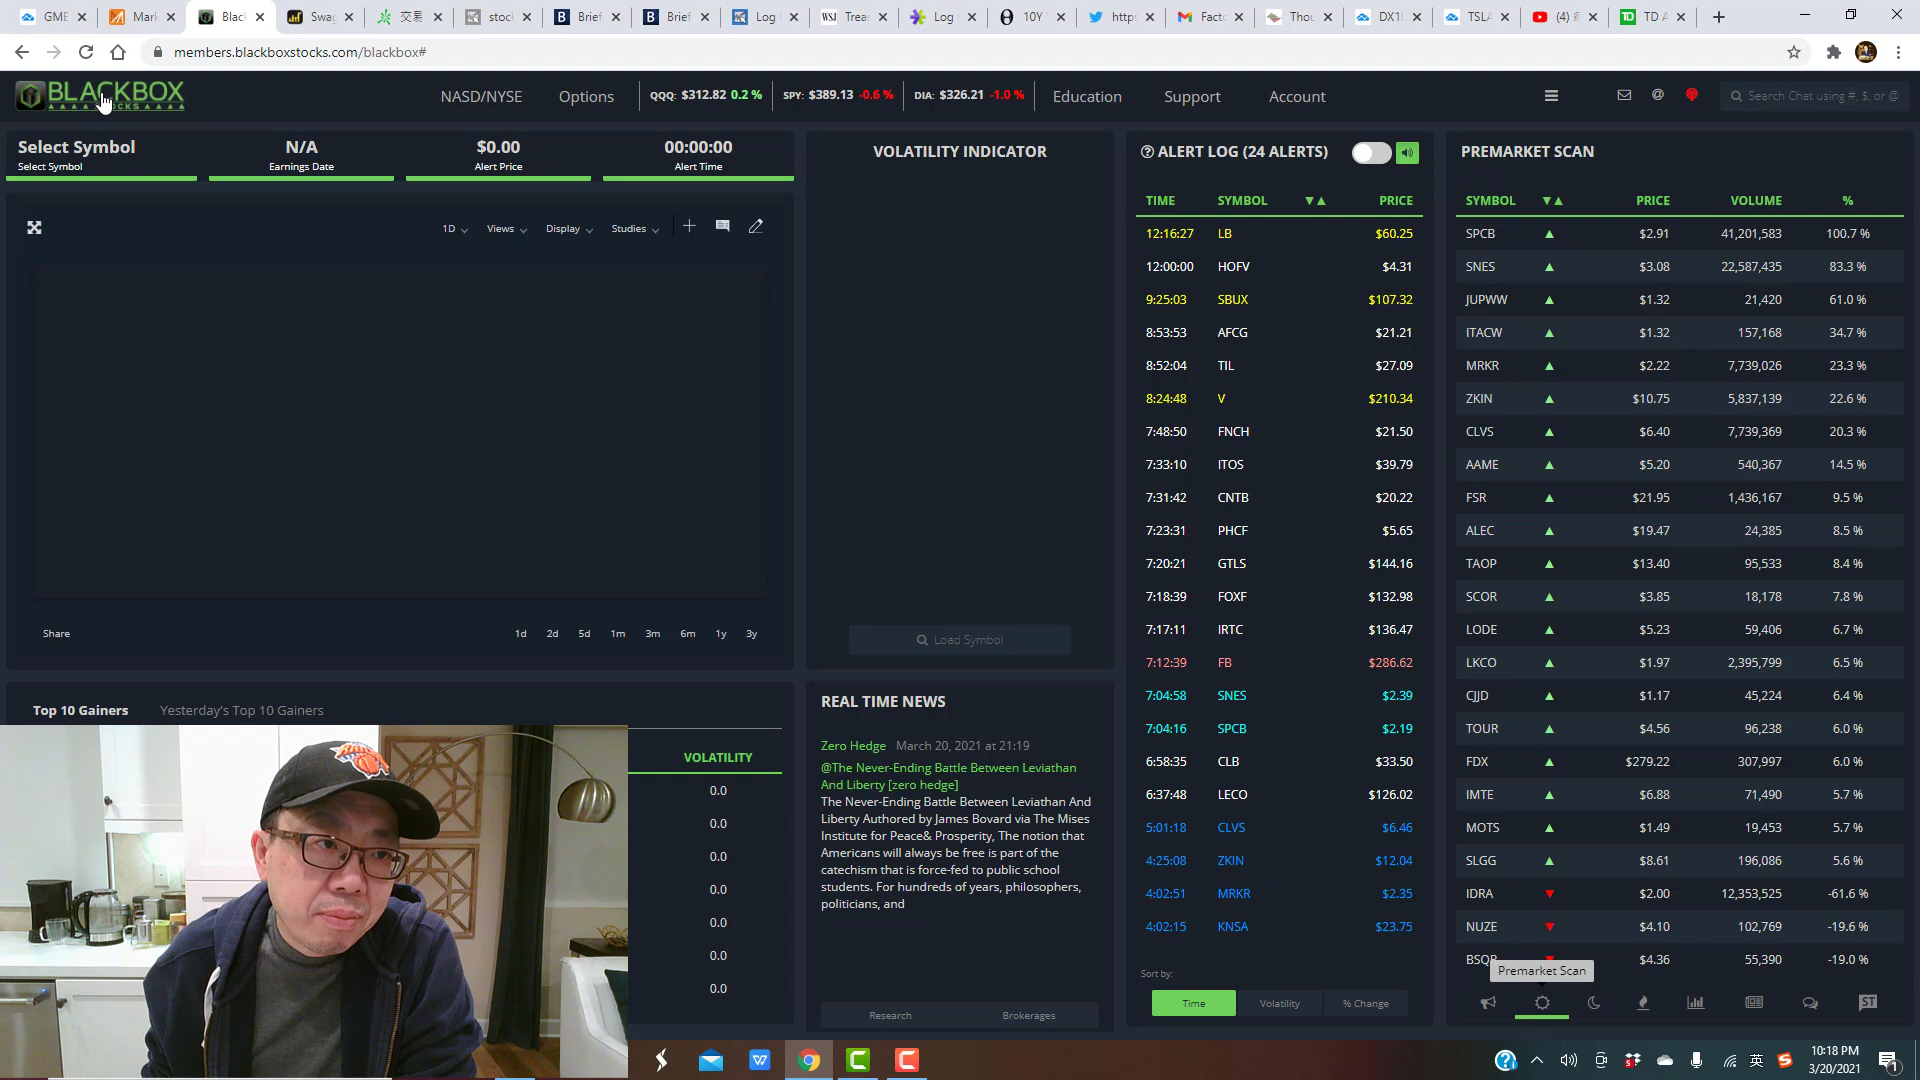 GME
Mark
Blac
Swag
交易
stoc
Brief
Brief
Log
WSJ Treas
Log
10Y
http
Fact
Thou
DX1
TSLA
(4)
TD A
members.blackboxstocks.com/blackbox#
BLACKBOX
NASD/NYSE
Options
QQQ: $312.82 0.2 %
SPY: $389.13 -0.6 %
DIA: $326.21 -1.0 %
Education
Support
Account
Search Chat using #, $, or @
Select Symbol
Select Symbol
N/A
Earnings Date
$0.00
Alert Price
00:00:00
Alert Time
1D
Views
Display
Studies
Share
1d 2d 5d 1m 3m 6m 1y 3y
Top 10 Gainers
Yesterday's Top 10 Gainers
VOLATILITY
0.0
0.0
0.0
0.0
0.0
0.0
0.0
VOLATILITY INDICATOR
Load Symbol
REAL TIME NEWS
Zero Hedge March 20, 2021 at 21:19
@The Never-Ending Battle Between Leviathan
And Liberty [zero hedge]
The Never-Ending Battle Between Leviathan And
Liberty Authored by James Bovard via The Mises
Institute for Peace& Prosperity, The notion that
Americans will always be free is part of the
catechism that is force-fed to public school
students. For hundreds of years, philosophers,
politicians, and
Research
Brokerages
ALERT LOG (24 ALERTS)
TIME SYMBOL ▼▲ PRICE
12:16:27 LB $60.25
12:00:00 HOFV $4.31
9:25:03 SBUX $107.32
8:53:53 AFCG $21.21
8:52:04 TIL $27.09
8:24:48 V $210.34
7:48:50 FNCH $21.50
7:33:10 ITOS $39.79
7:31:42 CNTB $20.22
7:23:31 PHCF $5.65
7:20:21 GTLS $144.16
7:18:39 FOXF $132.98
7:17:11 IRTC $136.47
7:12:39 FB $286.62
7:04:58 SNES $2.39
7:04:16 SPCB $2.19
6:58:35 CLB $33.50
6:37:48 LECO $126.02
5:01:18 CLVS $6.46
4:25:08 ZKIN $12.04
4:02:51 MRKR $2.35
4:02:15 KNSA $23.75
Sort by:
Time
Volatility
% Change
PREMARKET SCAN
SYMBOL ▼▲ PRICE VOLUME %
SPCB ▲ $2.91 41,201,583 100.7 %
SNES ▲ $3.08 22,587,435 83.3 %
JUPWW ▲ $1.32 21,420 61.0 %
ITACW ▲ $1.32 157,168 34.7 %
MRKR ▲ $2.22 7,739,026 23.3 %
ZKIN ▲ $10.75 5,837,139 22.6 %
CLVS ▲ $6.40 7,739,369 20.3 %
AAME ▲ $5.20 540,367 14.5 %
FSR ▲ $21.95 1,436,167 9.5 %
ALEC ▲ $19.47 24,385 8.5 %
TAOP ▲ $13.40 95,533 8.4 %
SCOR ▲ $3.85 18,178 7.8 %
LODE ▲ $5.23 59,406 6.7 %
LKCO ▲ $1.97 2,395,799 6.5 %
CJJD ▲ $1.17 45,224 6.4 %
TOUR ▲ $4.56 96,238 6.0 %
FDX ▲ $279.22 307,997 6.0 %
IMTE ▲ $6.88 71,490 5.7 %
MOTS ▲ $1.49 19,453 5.7 %
SLGG ▲ $8.61 196,086 5.6 %
IDRA ▼ $2.00 12,353,525 -61.6 %
NUZE ▼ $4.10 102,769 -19.6 %
BSQR ▼ $4.36 55,390 -19.0 %
Premarket Scan
ST
英
10:18 PM
3/20/2021